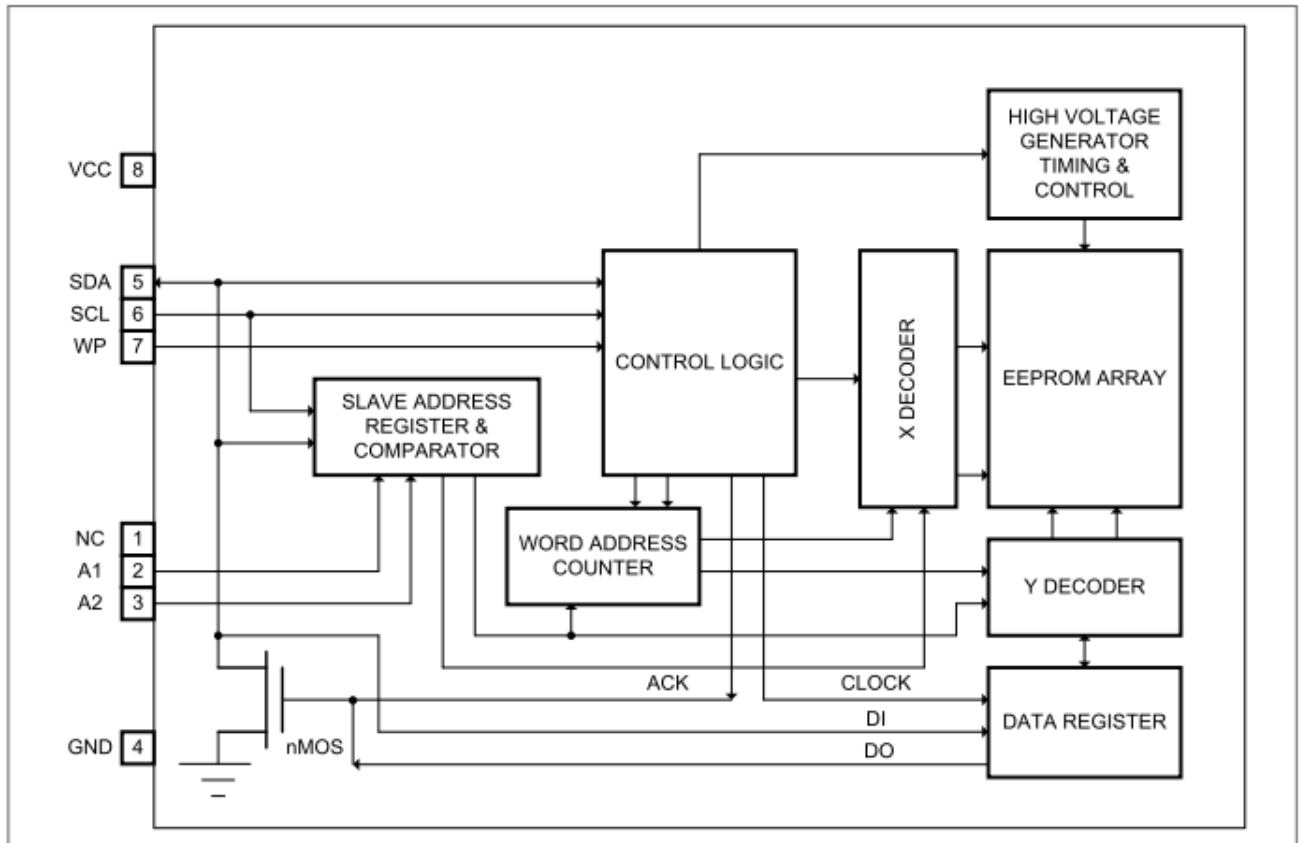 HIGH VOLTAGE
GENERATOR
TIMING &
CONTROL
VCC 8
SDA 5
SCL 6
WP 7
CONTROL LOGIC
X DECODER
EEPROM ARRAY
SLAVE ADDRESS
REGISTER &
COMPARATOR
NC 1
A1 2
A2 3
WORD ADDRESS
COUNTER
Y DECODER
ACK
CLOCK
DI
DO
DATA REGISTER
GND 4
nMOS